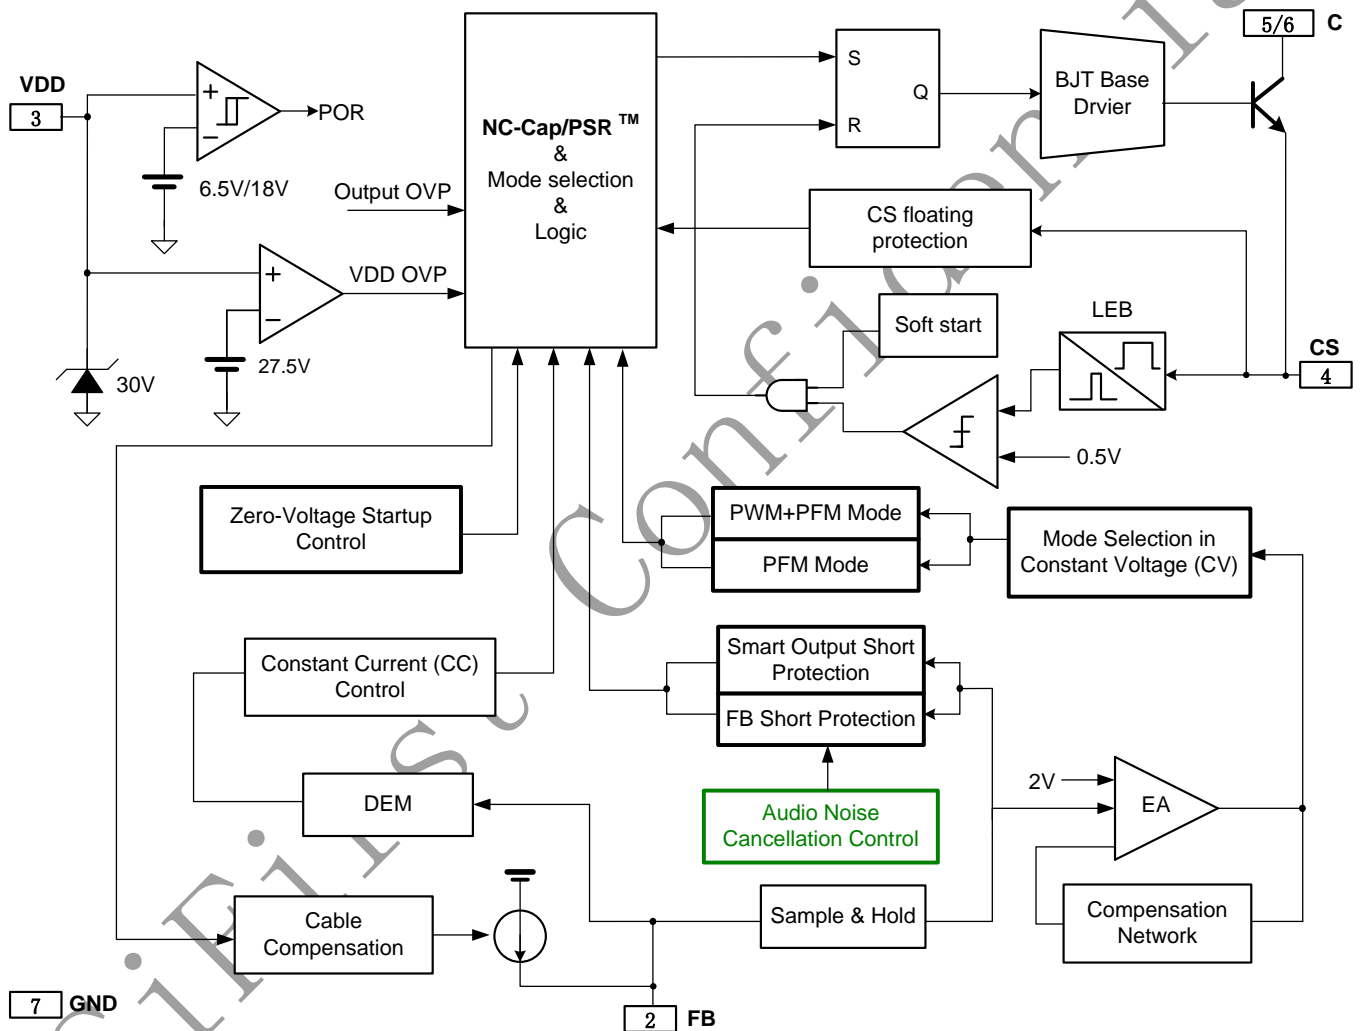 5/6 C
VDD
3
+
−
POR
6.5V/18V
NC-Cap/PSR TM
&
Mode selection
&
Logic
S
R
Q
BJT Base
Drvier
Output OVP
CS floating
protection
+
−
VDD OVP
27.5V
30V
Soft start
LEB
CS
4
0.5V
Zero-Voltage Startup
Control
PWM+PFM Mode
PFM Mode
Mode Selection in
Constant Voltage (CV)
Constant Current (CC)
Control
Smart Output Short
Protection
FB Short Protection
DEM
Audio Noise
Cancellation Control
2V
EA
Cable
Compensation
Sample & Hold
Compensation
Network
7 GND
2 FB